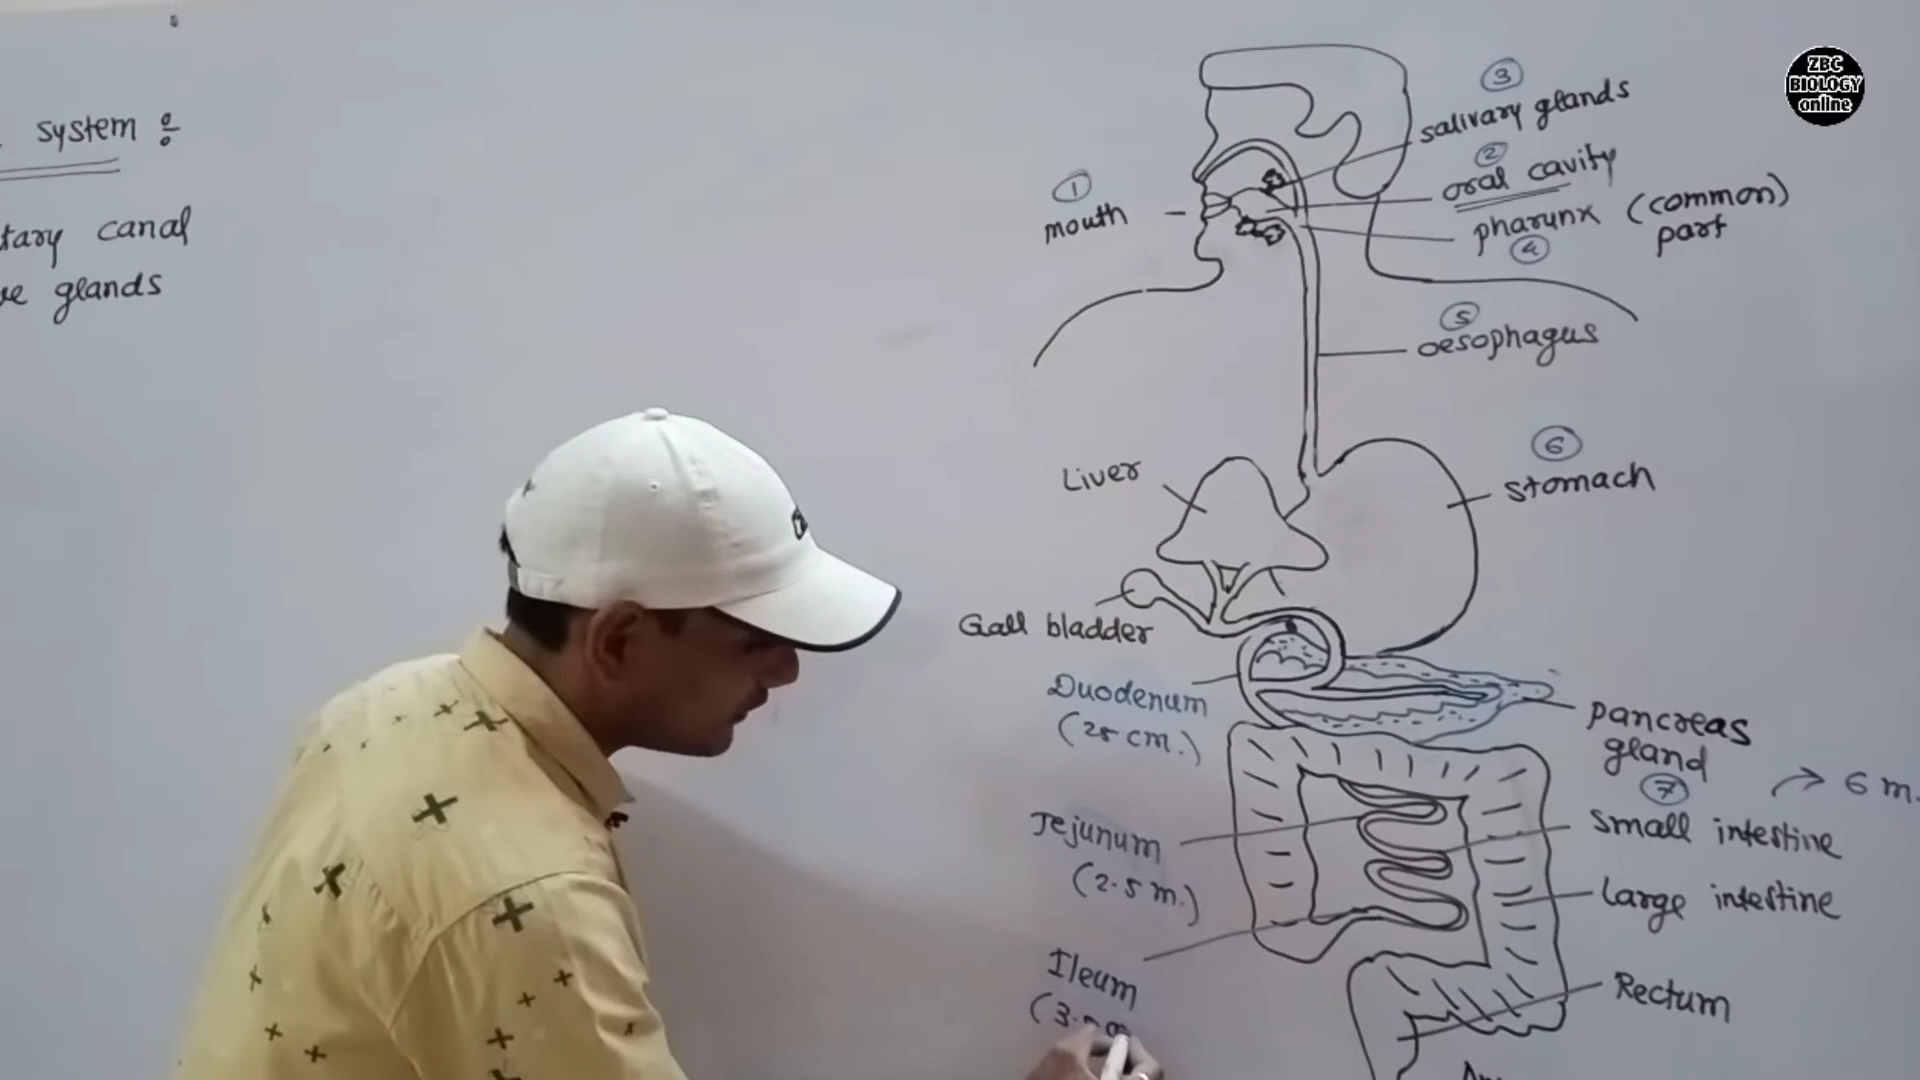 system :
tary canal
ve glands
ZBC
BIOLOGY
online
3
salivary glands
2
oral cavity
1
mouth
pharynx (common)
part
4
5
oesophagus
6
stomach
Liver
Gall bladder
Duodenum
(25 cm.)
pancreas
gland
7
→ 6 m.
small intestine
Jejunum
(2.5 m.)
Large intestine
Ileum
(3.
Rectum